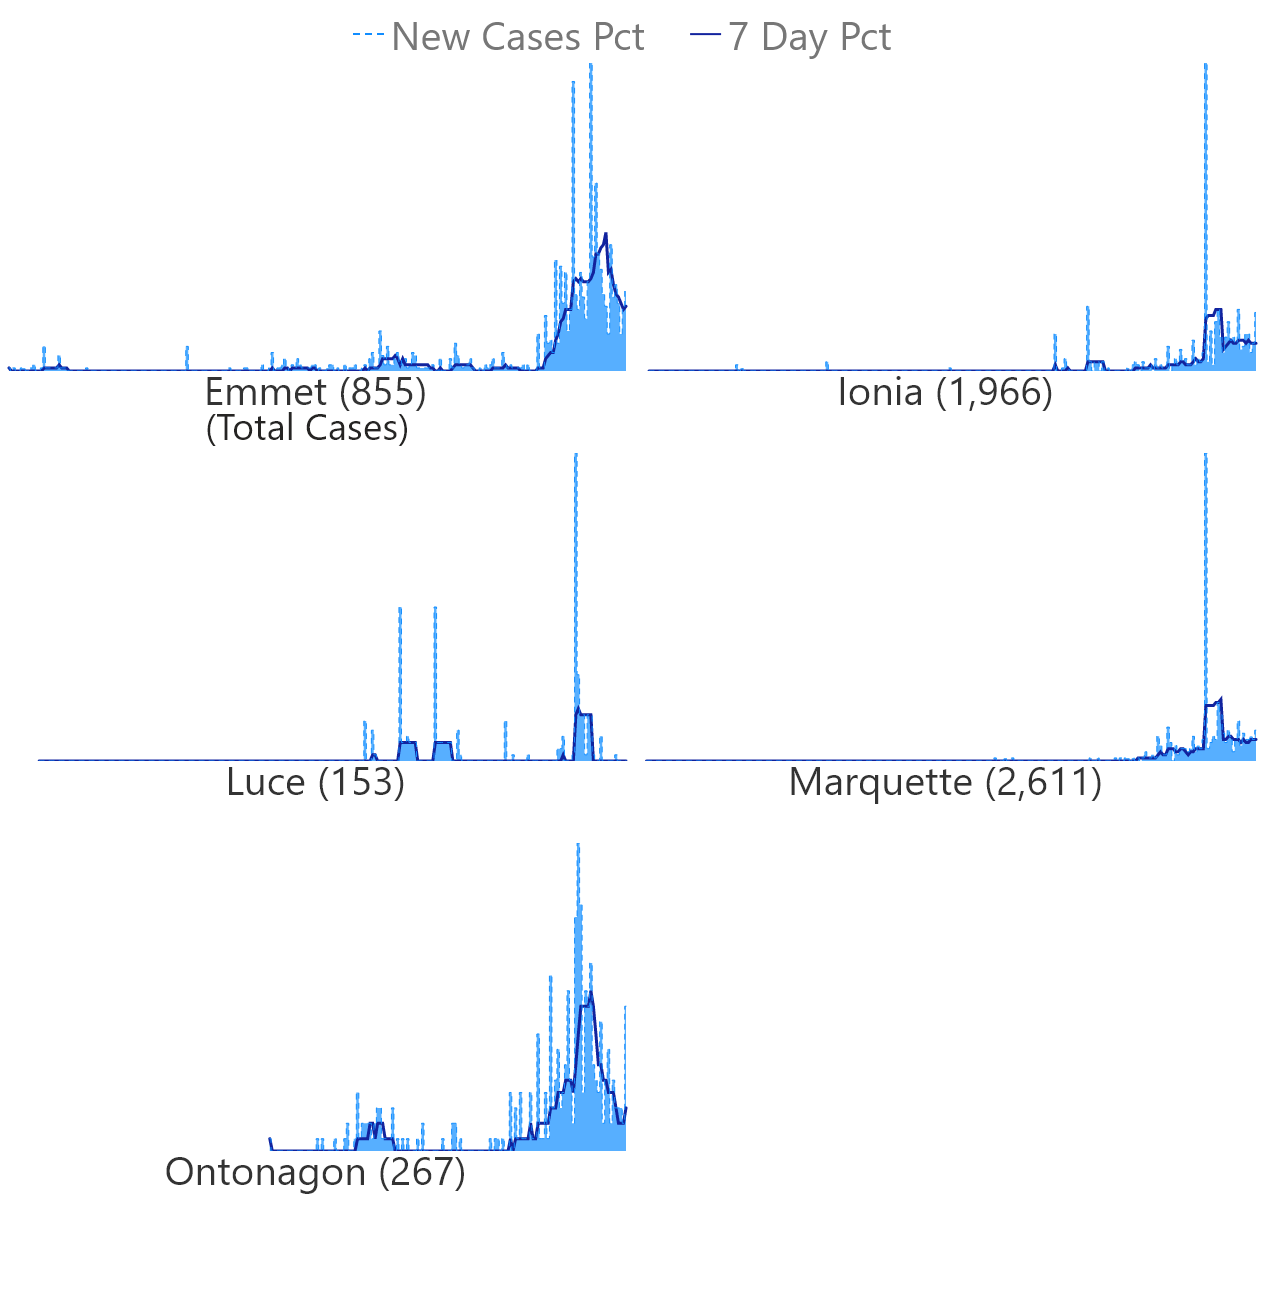 New Cases Pct 7 Day Pct
Emmet (855) Ionia (1,966)
(Total Cases)
Luce (153) Marquette (2,611)
Ontonagon (267)